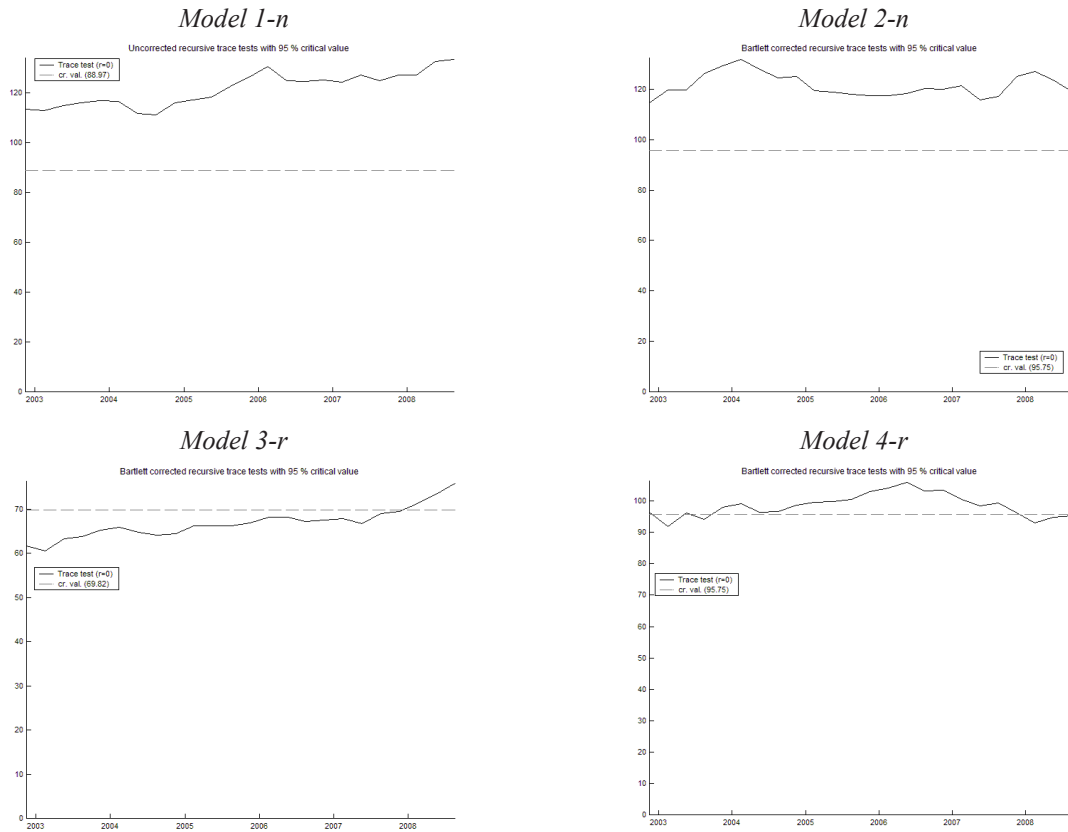 Model 1-n
Uncorrected recursive trace tests with 95 % critical value
Trace test (r=0)
cr. val. (88.97)
120
100
80
60
40
20
0
2003 2004 2005 2006 2007 2008
Model 2-n
Bartlett corrected recursive trace tests with 95 % critical value
120
100
80
60
40
20
0
Trace test (r=0)
cr. val. (95.75)
2003 2004 2005 2006 2007 2008
Model 3-r
Bartlett corrected recursive trace tests with 95 % critical value
70
60
Trace test (r=0)
cr. val. (69.82)
50
40
30
20
10
0
2003 2004 2005 2006 2007 2008
Model 4-r
Bartlett corrected recursive trace tests with 95 % critical value
100
90
80
Trace test (r=0)
cr. val. (95.75)
70
60
50
40
30
20
10
0
2003 2004 2005 2006 2007 2008